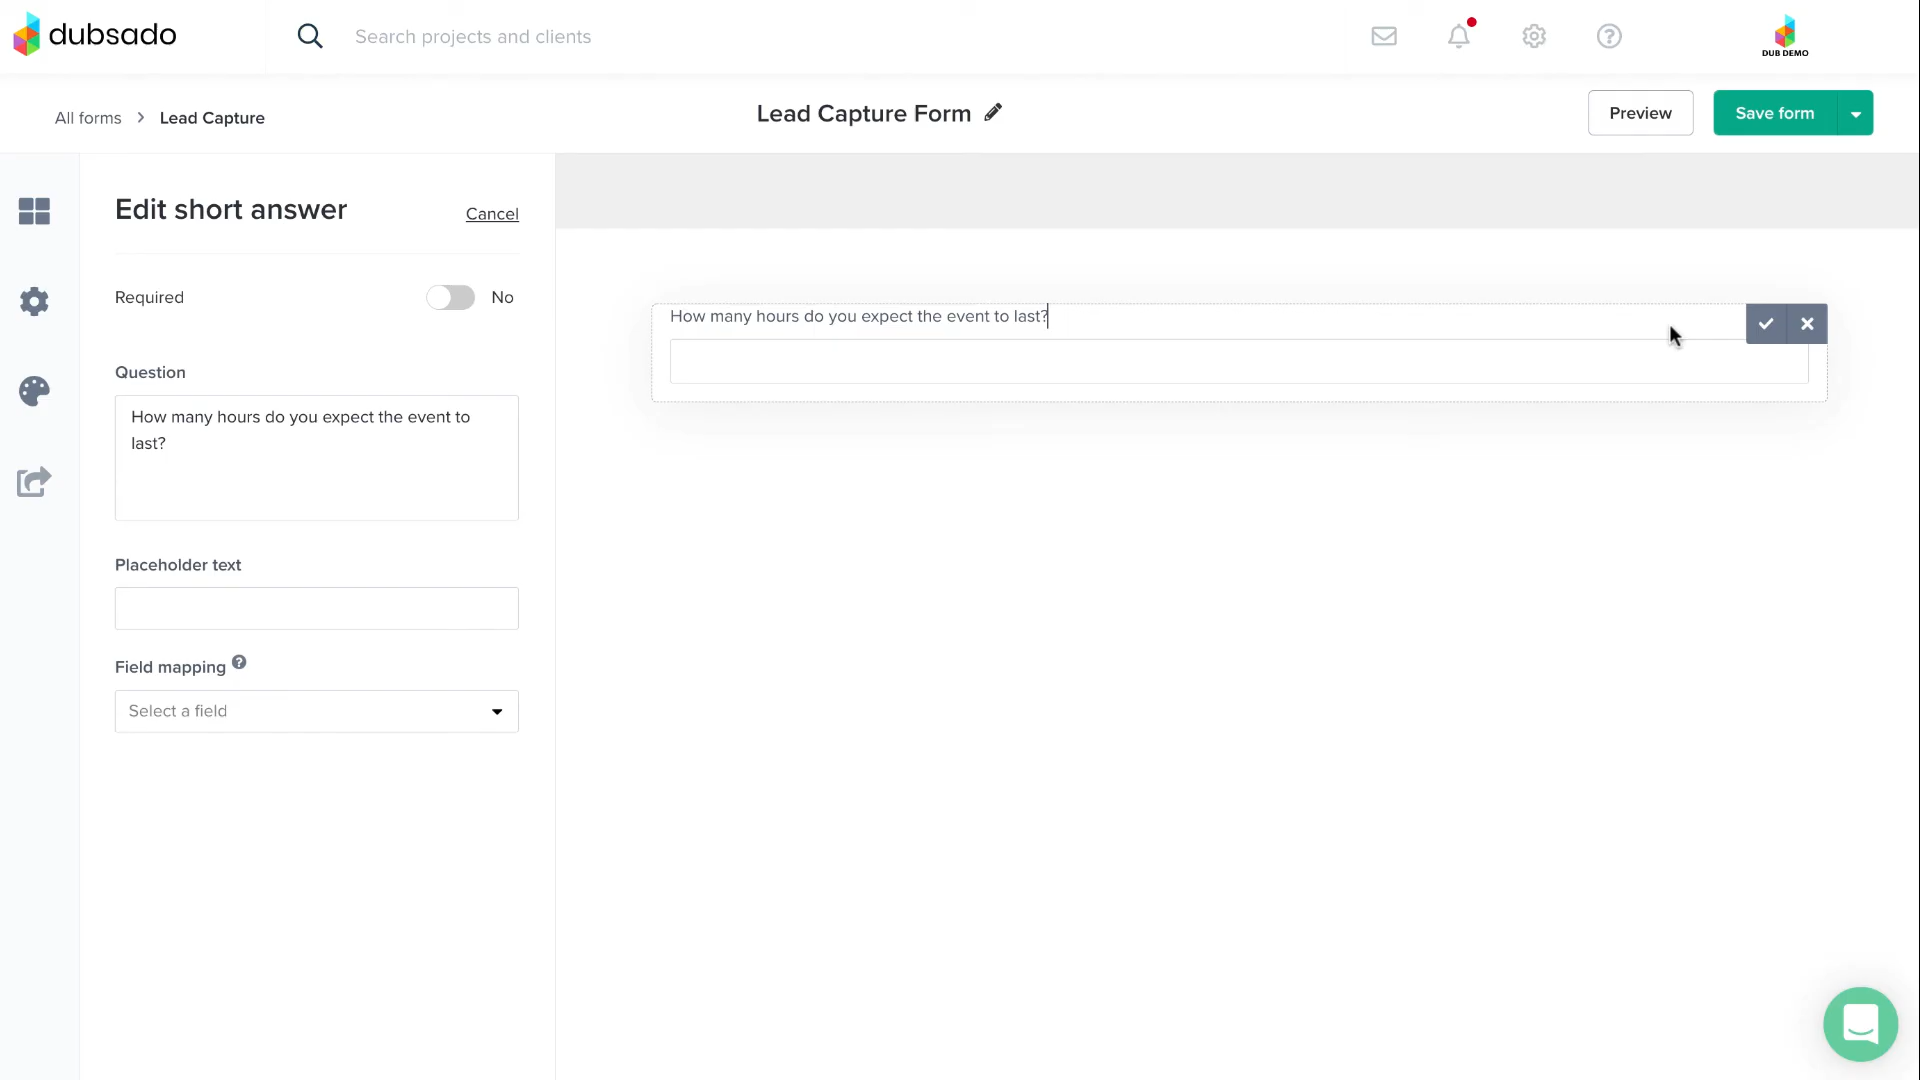 dubsado
Search projects and clients
DUB DEMO
All forms
Lead Capture
Lead Capture Form
Preview
Save form
Edit short answer
Cancel
Required
No
Question
How many hours do you expect the event to
last?
Placeholder text
Field mapping
Select a field
How many hours do you expect the event to last?